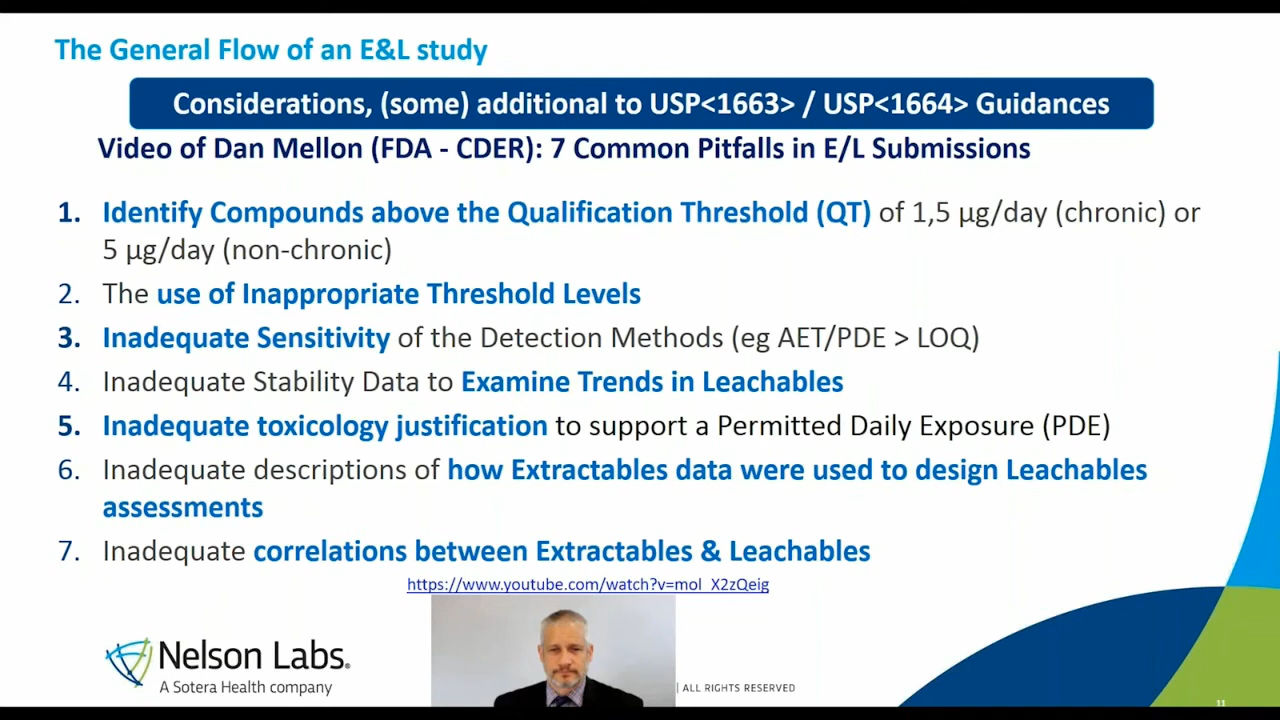 The General Flow of an E&L study
Considerations, (some) additional to USP<1663> / USP<1664> Guidances
Video of Dan Mellon (FDA - CDER): 7 Common Pitfalls in E/L Submissions
1. Identify Compounds above the Qualification Threshold (QT) of 1,5 µg/day (chronic) or
5 µg/day (non-chronic)
2. The use of Inappropriate Threshold Levels
3. Inadequate Sensitivity of the Detection Methods (eg AET/PDE > LOQ)
4. Inadequate Stability Data to Examine Trends in Leachables
5. Inadequate toxicology justification to support a Permitted Daily Exposure (PDE)
6. Inadequate descriptions of how Extractables data were used to design Leachables
assessments
7. Inadequate correlations between Extractables & Leachables
https://www.youtube.com/watch?v=mol_X2zQeig
Nelson Labs®
A Sotera Health company
| ALL RIGHTS RESERVED
11